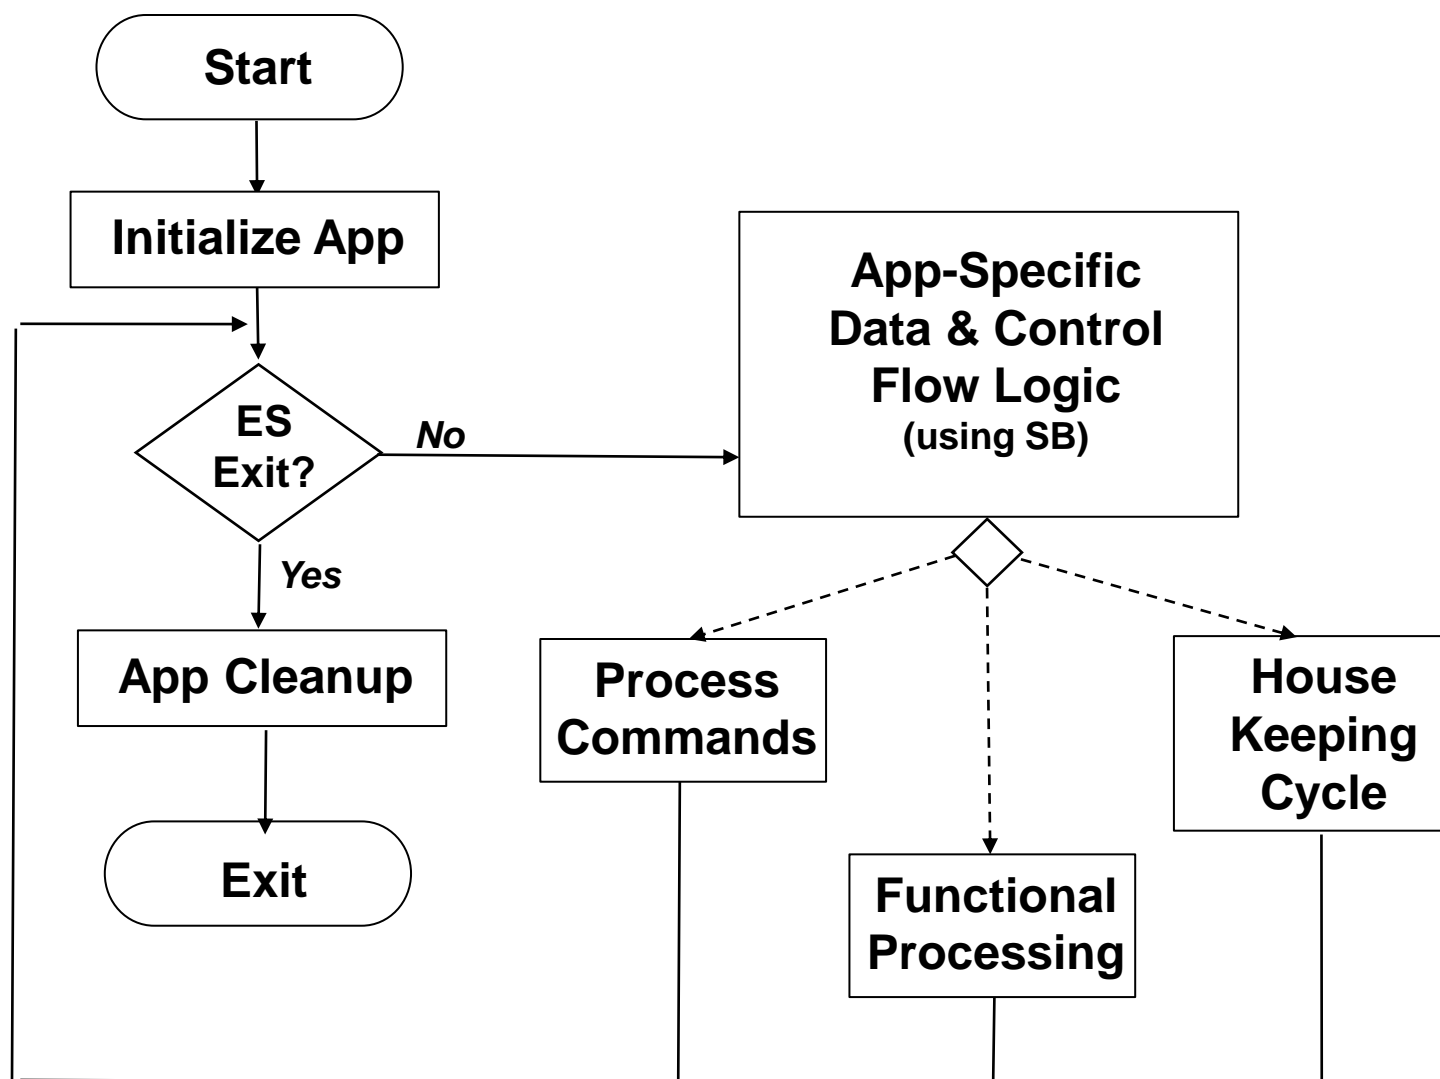 Start
Initialize App
ES
Exit?
No
Yes
App Cleanup
Exit
App-Specific
Data & Control
Flow Logic
(using SB)
Process
Commands
Functional
Processing
House
Keeping
Cycle